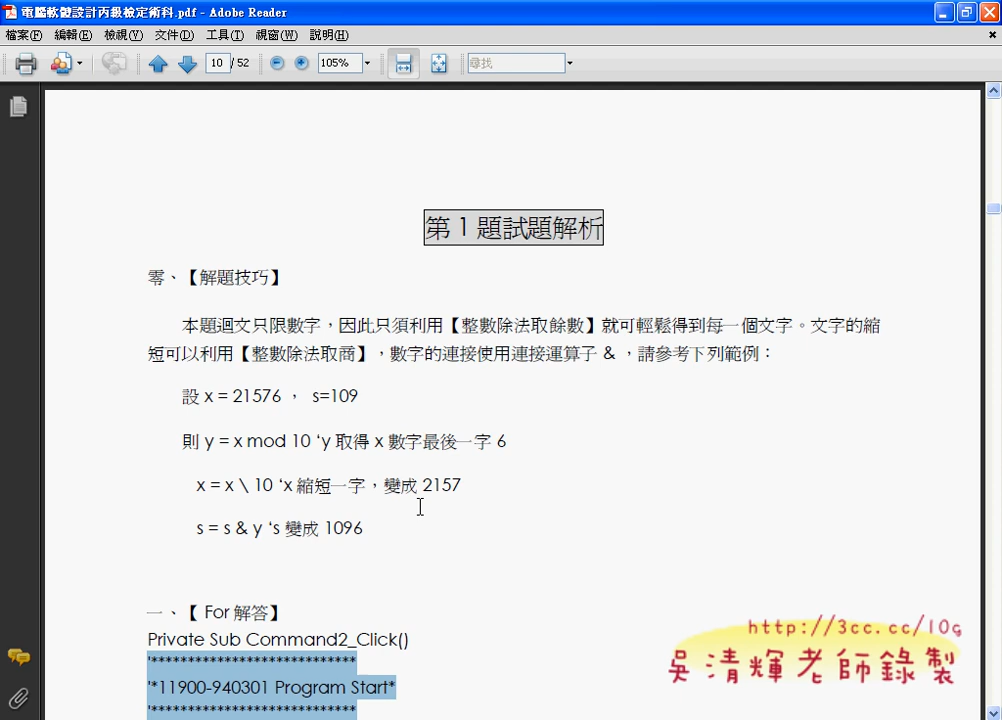 電腦軟體設計丙級檢定術科.pdf - Adobe Reader
檔案(F) 編輯(E) 檢視(V) 文件(D) 工具(T) 視窗(W) 說明(H)
10 / 52 105% 尋找
第 1 題試題解析
零、【解題技巧】
本題迴文只限數字，因此只須利用【整數除法取餘數】就可輕鬆得到每一個文字。文字的縮
短可以利用【整數除法取商】，數字的連接使用連接運算子 & ，請參考下列範例：
設 x = 21576 ， s=109
則 y = x mod 10 ‘y 取得 x 數字最後一字 6
x = x \ 10 ‘x 縮短一字，變成 2157
s = s & y ‘s 變成 1096
一、【 For 解答】
Private Sub Command2_Click()
'****************************
'*11900-940301 Program Start*
'****************************
http://3cc.cc/10g
吳清輝老師錄製